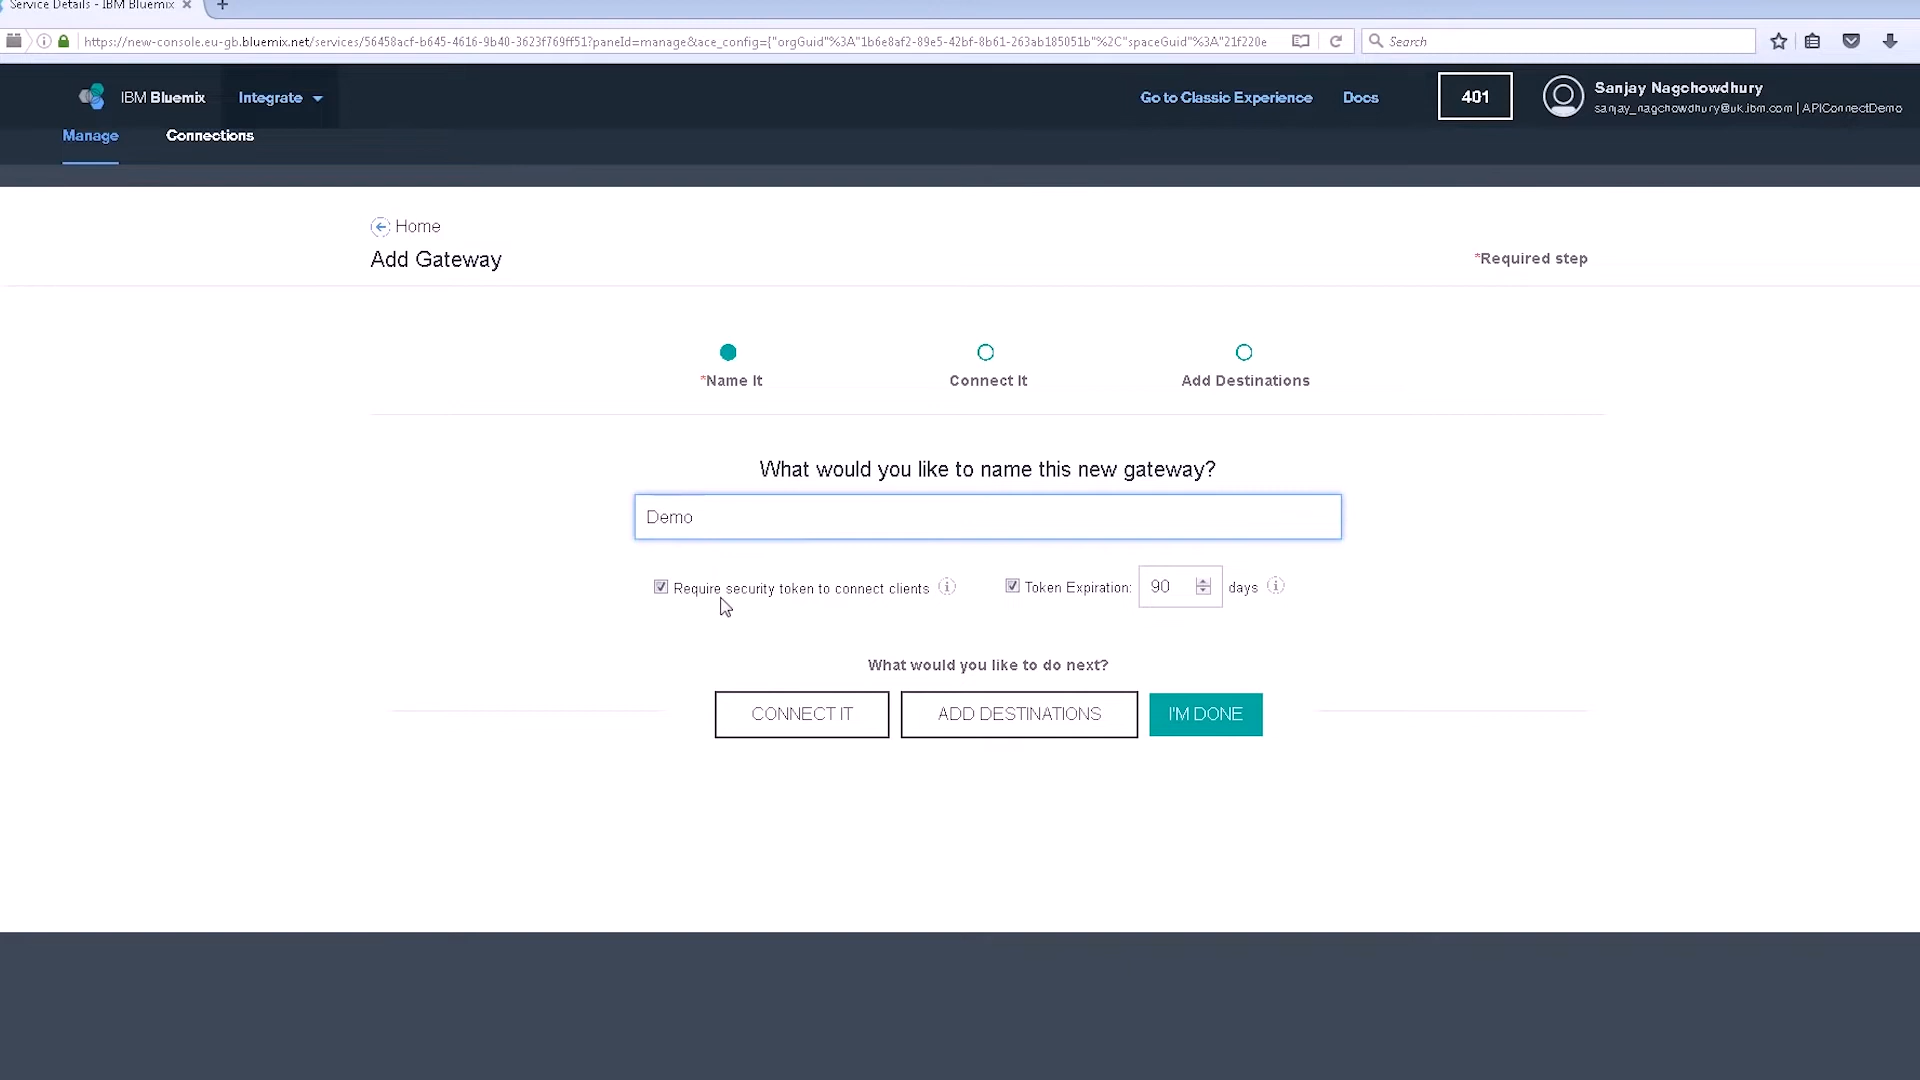 Service Details - IBM Bluemix × +
https://new-console.eu-gb.bluemix.net/services/56458acf-b645-4616-9b40-3623f769ff51?paneId=manage&ace_config={"orgGuid"%3A"1b6e8af2-89e5-42bf-8b61-263ab185051b"%2C"spaceGuid"%3A"21f220e Search
IBM Bluemix Integrate Go to Classic Experience Docs 401 Sanjay Nagchowdhury
sanjay_nagchowdhury@uk.ibm.com | APIConnectDemo
Manage Connections
Home
Add Gateway *Required step
*Name It Connect It Add Destinations
What would you like to name this new gateway?
Demo
Require security token to connect clients Token Expiration: 90 days
What would you like to do next?
CONNECT IT ADD DESTINATIONS I'M DONE